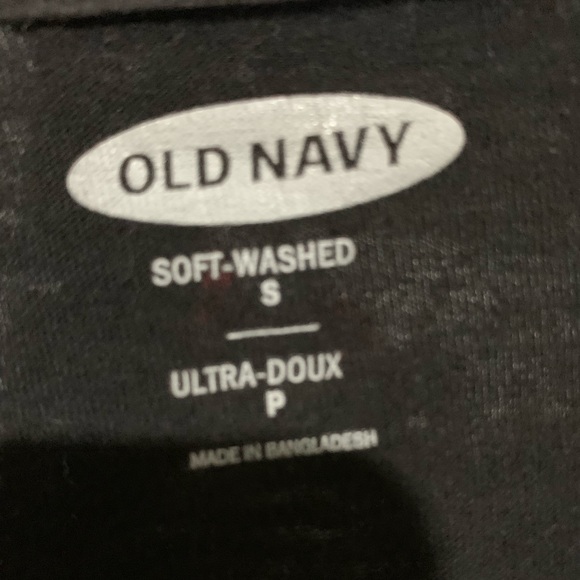 OLD NAVY
SOFT-WASHED
S
ULTRA-DOUX
P
MADE IN BANGLADESH